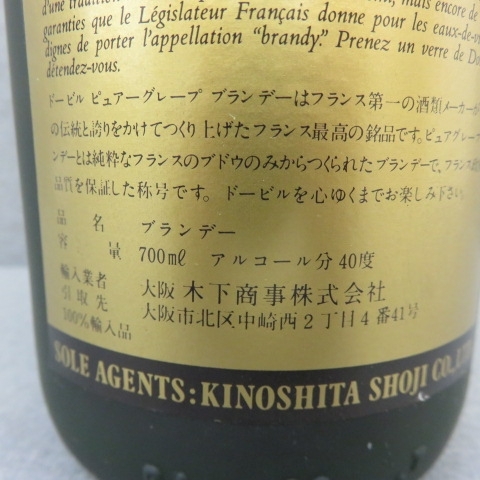 d'une tradition mais encore de
garanties que le Législateur Français donne pour les eaux-de-
dignes de porter l'appellation "brandy." Prenez un verre de
détendez-vous.
ドービル ピュアーグレープ ブランデーはフランス第一の酒類メーカー
の伝統と誇りをかけてつくり上げたフランス最高の銘品です。ピュアグレープ
ンデーとは純粋なフランスのブドウのみからつくられたブランデーで、フランス
品質を保証した称号です。ドービルを心ゆくまでお楽しみ下さい。
品名 ブランデー
容量 700ml アルコール分 40度
輸入業者 大阪 木下商事株式会社
引取先 大阪市北区中崎西2丁目4番41号
100%輸入品
SOLE AGENTS: KINOSHITA SHOJI CO.,